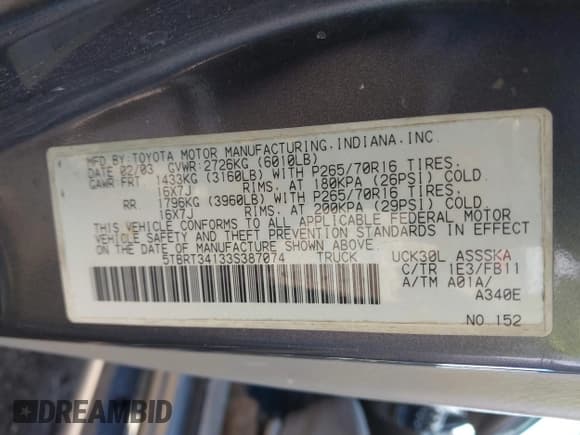 MFD.BY:TOYOTA MOTOR MANUFACTURING.INDIANA.INC.
DATE 02/03 GVWR:2726KG (6010LB)
GAWR FRT 1433KG (3160LB) WITH P265/70R16 TIRES.
16X7J RIMS. AT 180KPA (26PSI) COLD.
RR 1796KG (3960LB) WITH P265/70R16 TIRES.
16X7J RIMS. AT 200KPA (29PSI) COLD.
THIS VEHICLE CONFORMS TO ALL APPLICABLE FEDERAL MOTOR
VEHICLE SAFETY AND THEFT PREVENTION STANDARDS IN EFFECT
ON THE DATE OF MANUFACTURE SHOWN ABOVE.
5TBRT34133S387074 TRUCK UCK30L ASSSKA
C/TR 1E3/FB11
A/TM A01A/
A340E
NO 152
DREAMBID